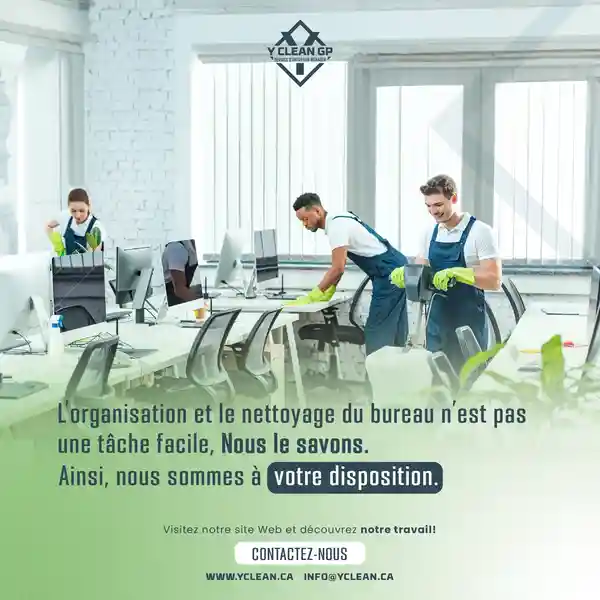 Y CLEAN GP
L'organisation et le nettoyage du bureau n'est pas
une tâche facile, Nous le savons.
Ainsi, nous sommes à votre disposition.
Visitez notre site Web et découvrez notre travail!
CONTACTEZ-NOUS
WWW.YCLEAN.CA INFO@YCLEAN.CA